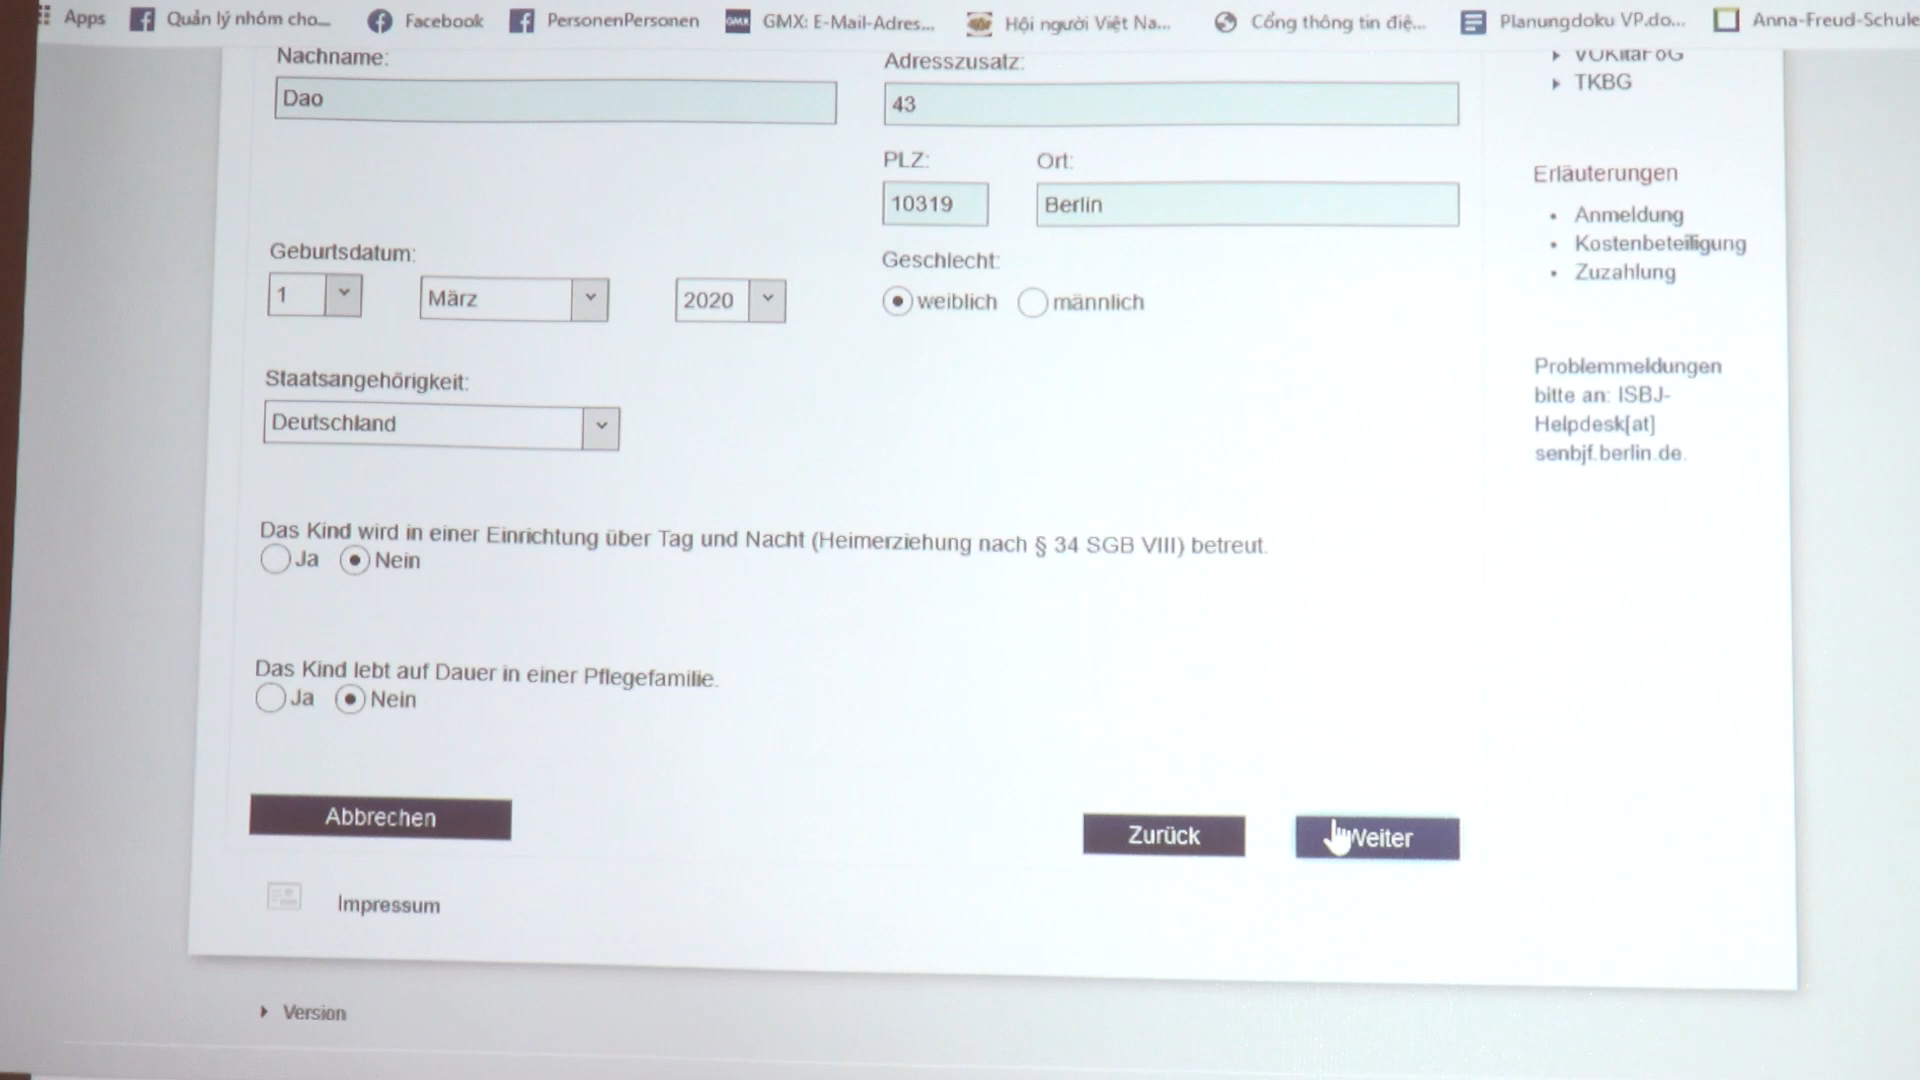 Apps Quản lý nhóm cho... Facebook PersonenPersonen GMX: E-Mail-Adres... Hội người Việt Na... Cổng thông tin điệ... Planungdoku VP.do... Anna-Freud-Schule
Nachname:
Dao
Adresszusatz:
43
PLZ:
10319
Ort:
Berlin
Geburtsdatum:
1 März 2020
Geschlecht:
weiblich männlich
Staatsangehörigkeit:
Deutschland
Das Kind wird in einer Einrichtung über Tag und Nacht (Heimerziehung nach § 34 SGB VIII) betreut.
Ja Nein
Das Kind lebt auf Dauer in einer Pflegefamilie.
Ja Nein
Abbrechen
Zurück
Weiter
Impressum
Version
VOKitaFöG
TKBG
Erläuterungen
Anmeldung
Kostenbeteiligung
Zuzahlung
Problemmeldungen
bitte an: ISBJ-
Helpdesk[at]
senbjf.berlin.de.